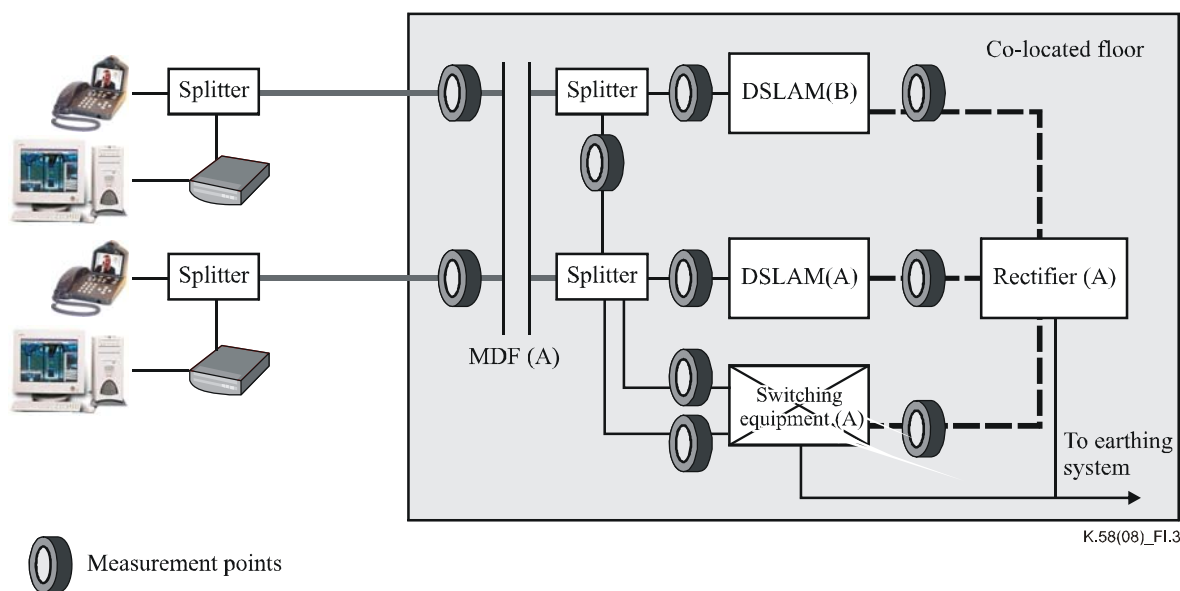 Co-located floor
Splitter
Splitter
DSLAM(B)
Splitter
Splitter
DSLAM(A)
Rectifier (A)
MDF (A)
Switching
equipment (A)
To earthing
system
K.58(08)_FI.3
Measurement points